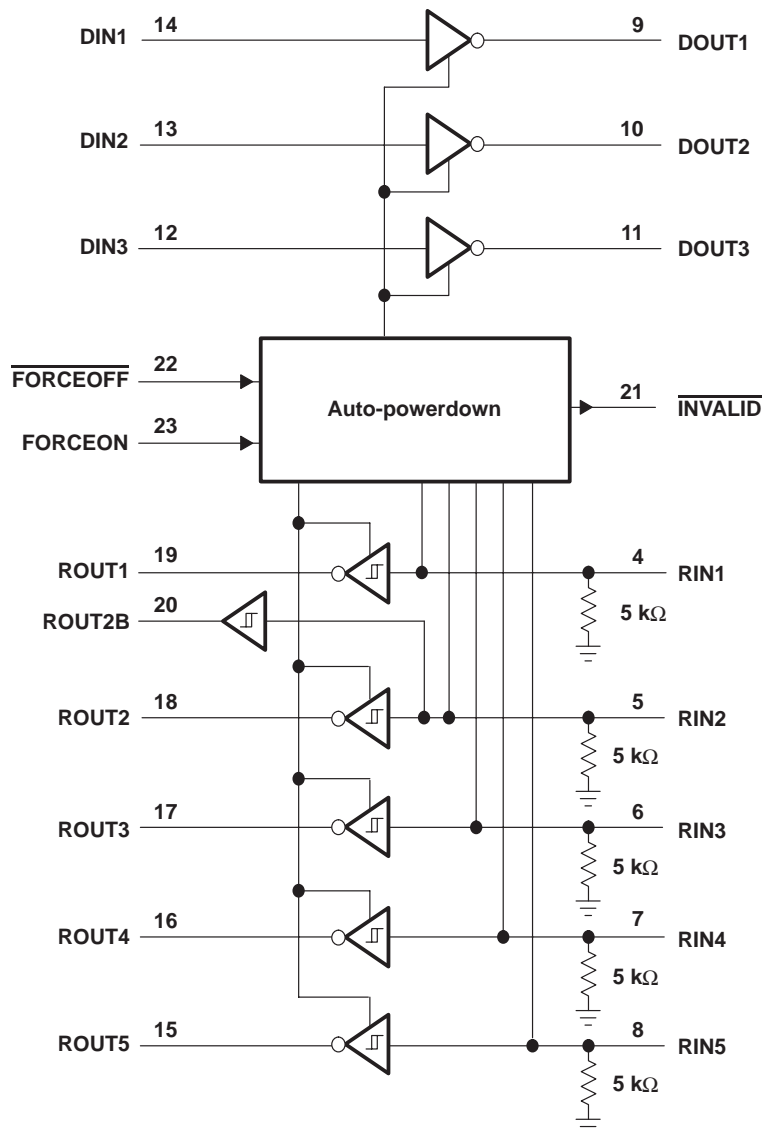 DIN1 14 9 DOUT1
DIN2 13 10 DOUT2
DIN3 12 11 DOUT3
FORCEOFF 22
Auto-powerdown 21 INVALID
FORCEON 23
ROUT1 19 4 RIN1
5 kΩ
ROUT2B 20
ROUT2 18 5 RIN2
5 kΩ
ROUT3 17 6 RIN3
5 kΩ
ROUT4 16 7 RIN4
5 kΩ
ROUT5 15 8 RIN5
5 kΩ